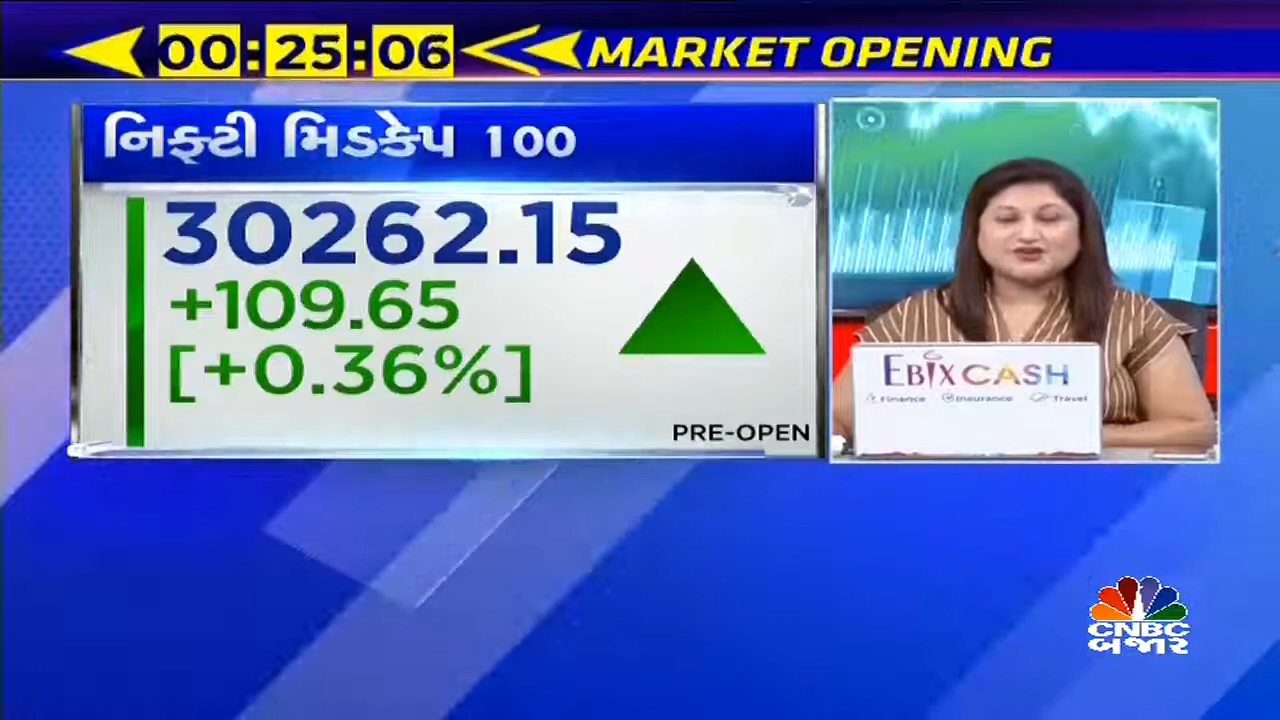 00:25:06 MARKET OPENING
નિફ્ટી મિડકેપ 100
30262.15
+109.65
[+0.36%]
PRE-OPEN
EBIXCASH
Finance Insurance Travel
CNBC
બજાર